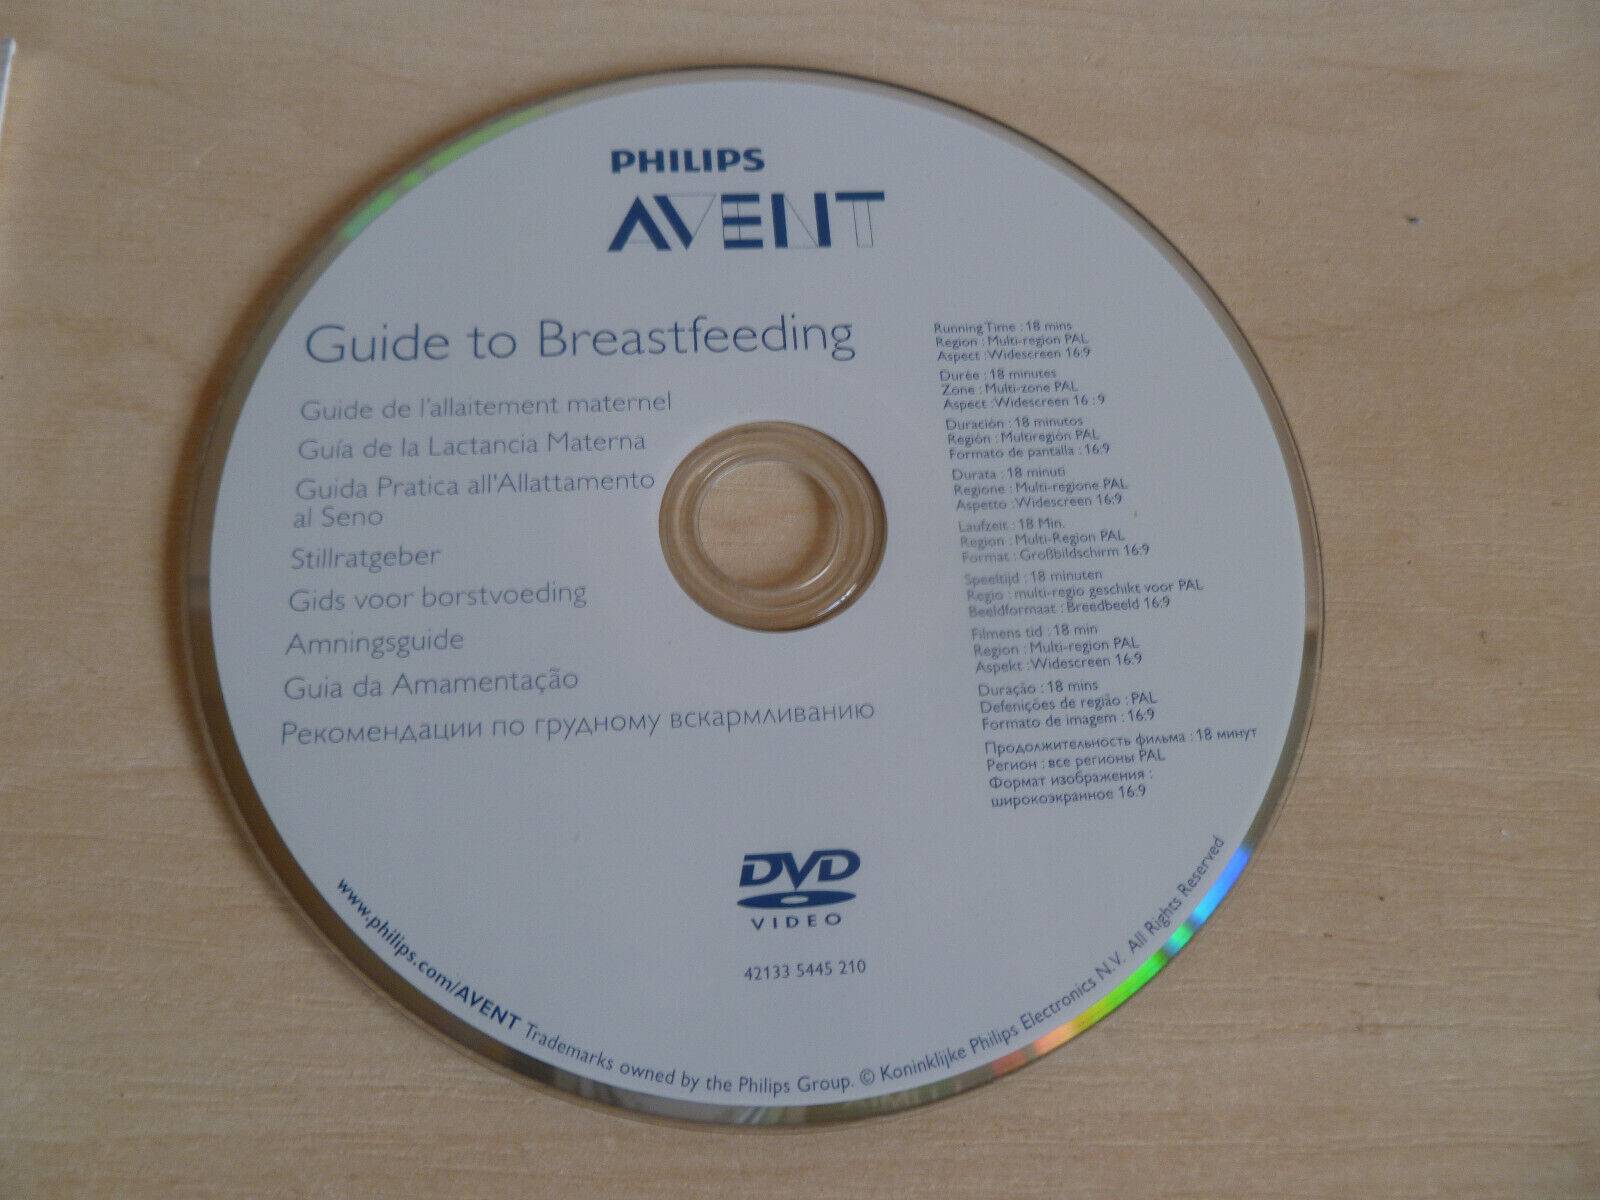 PHILIPS
AVENT
Guide to Breastfeeding
Guide de l'allaitement maternel
Guía de la Lactancia Materna
Guida Pratica all'Allattamento
al Seno
Stillratgeber
Gids voor borstvoeding
Amningsguide
Guia da Amamentação
Рекомендации по грудному вскармливанию
Running Time : 18 mins
Region : Multi-region PAL
Aspect : Widescreen 16:9
Durée : 18 minutes
Zone : Multi-zone PAL
Aspect : Widescreen 16 : 9
Duración : 18 minutos
Región : Multiregión PAL
Formato de pantalla : 16:9
Durata : 18 minuti
Regione : Multi-regione PAL
Aspetto : Widescreen 16:9
Laufzeit : 18 Min.
Region : Multi-Region PAL
Format : Großbildschirm 16:9
Speeltijd : 18 minuten
Regio : multi-regio geschikt voor PAL
Beeldformaat : Breedbeeld 16:9
Filmens tid : 18 min
Region : Multi-region PAL
Aspekt : Widescreen 16:9
Duração : 18 mins
Defenições de região : PAL
Formato de imagem : 16:9
Продолжительность фильма : 18 минут
Регион : все регионы PAL
Формат изображения :
широкоэкранное 16:9
DVD
VIDEO
42133 5445 210
www.philips.com/AVENT Trademarks owned by the Philips Group. © Koninklijke Philips Electronics N.V. All Rights Reserved